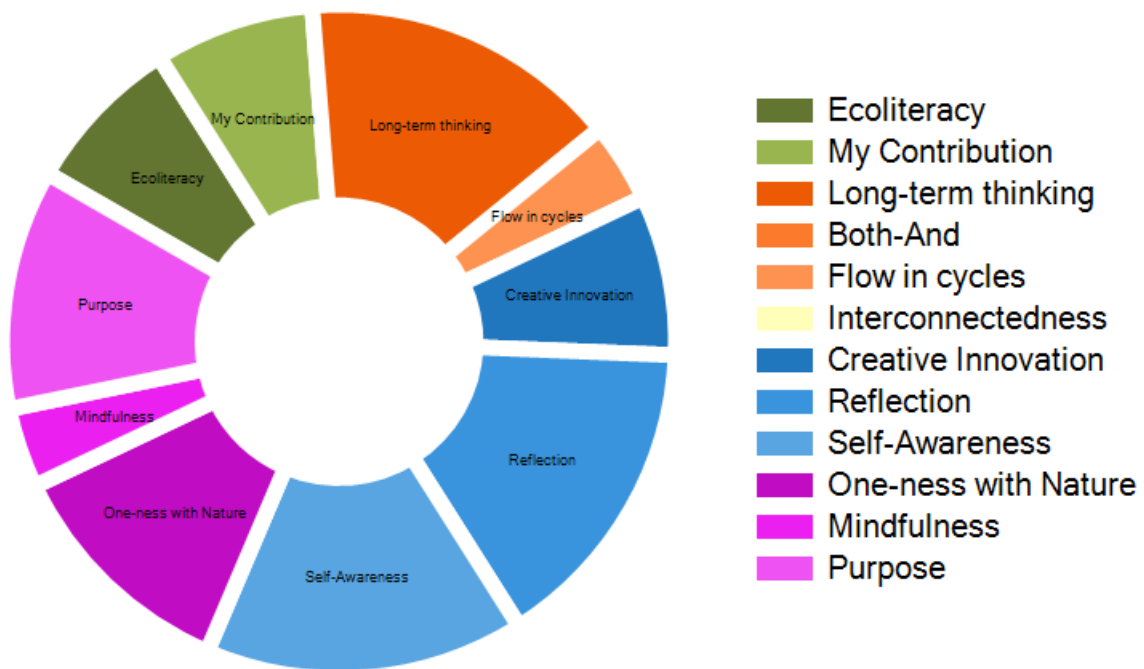 My Contribution
Long-term thinking
Ecoliteracy
Flow in cycles
Purpose
Creative Innovation
Mindfulness
Reflection
One-ness with Nature
Self-Awareness
Ecoliteracy
My Contribution
Long-term thinking
Both-And
Flow in cycles
Interconnectedness
Creative Innovation
Reflection
Self-Awareness
One-ness with Nature
Mindfulness
Purpose